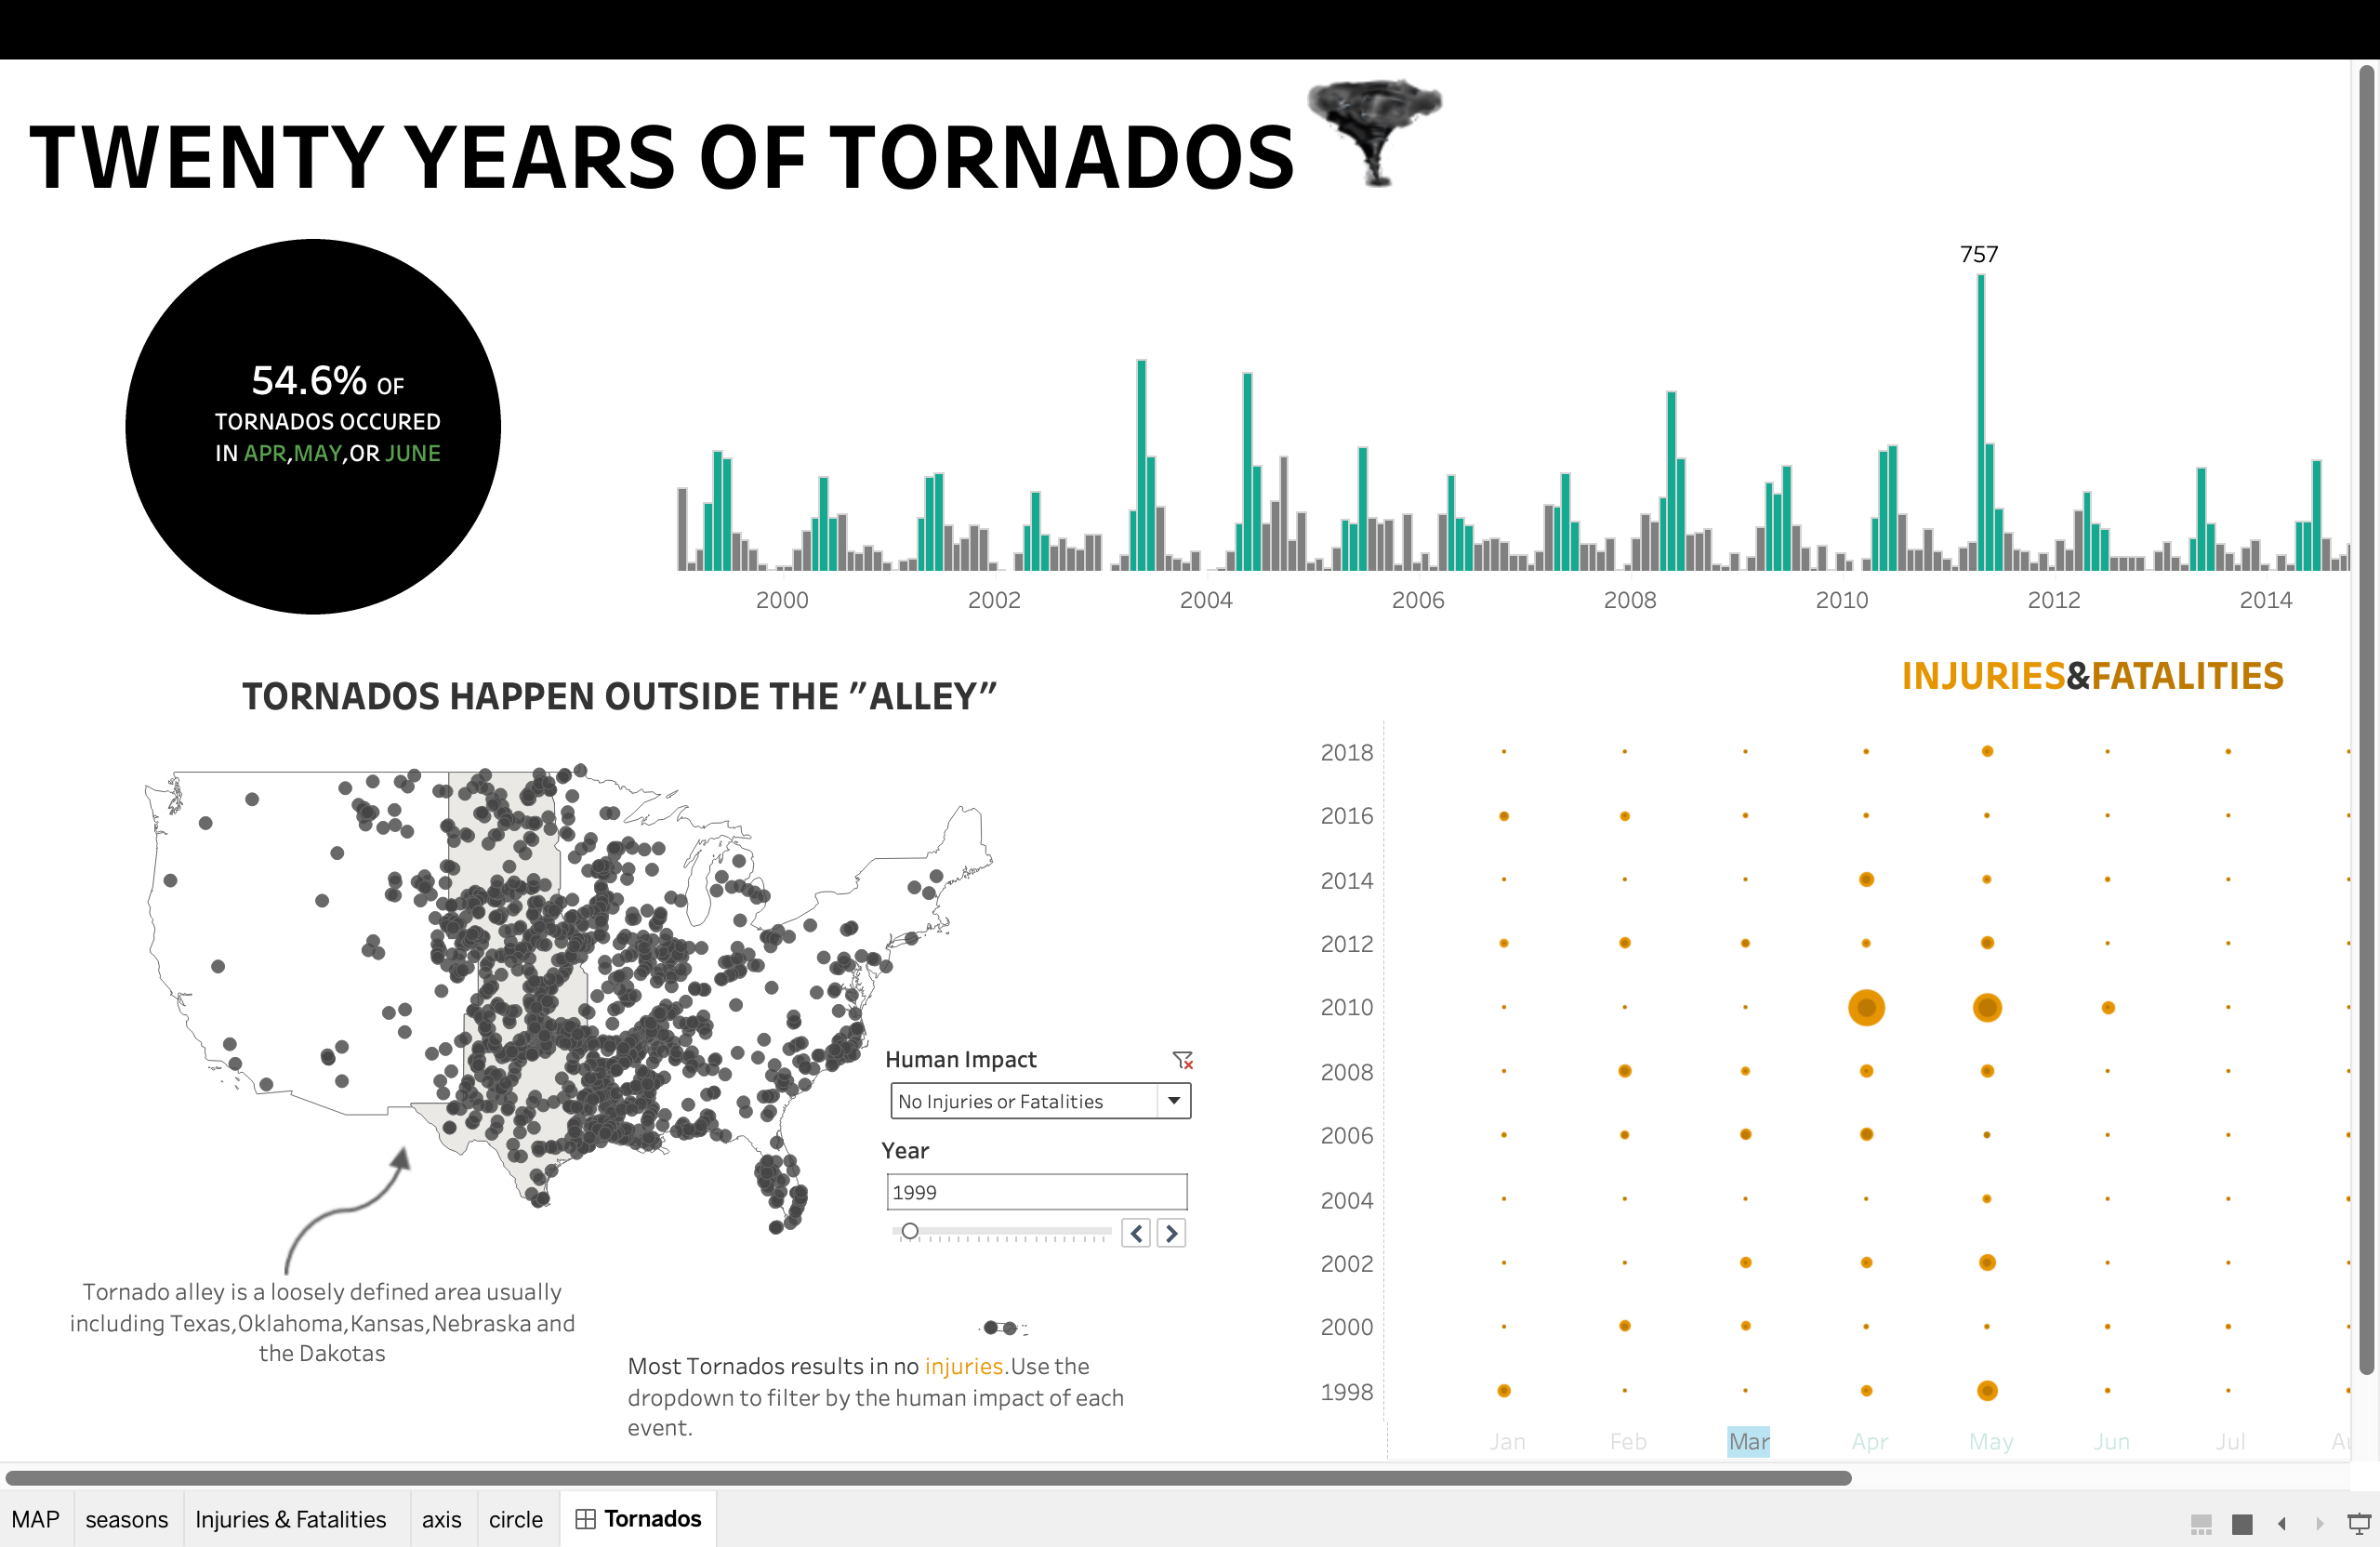 TWENTY YEARS OF TORNADOS
54.6% OF
TORNADOS OCCURED
IN APR,MAY,OR JUNE
757
2000 2002 2004 2006 2008 2010 2012 2014
TORNADOS HAPPEN OUTSIDE THE "ALLEY"
Human Impact
No Injuries or Fatalities
Year
1999
Tornado alley is a loosely defined area usually
including Texas,Oklahoma,Kansas,Nebraska and
the Dakotas
Most Tornados results in no injuries.Use the
dropdown to filter by the human impact of each
event.
INJURIES&FATALITIES
2018
2016
2014
2012
2010
2008
2006
2004
2002
2000
1998
Jan Feb Mar Apr May Jun Jul
MAP seasons Injuries & Fatalities axis circle Tornados